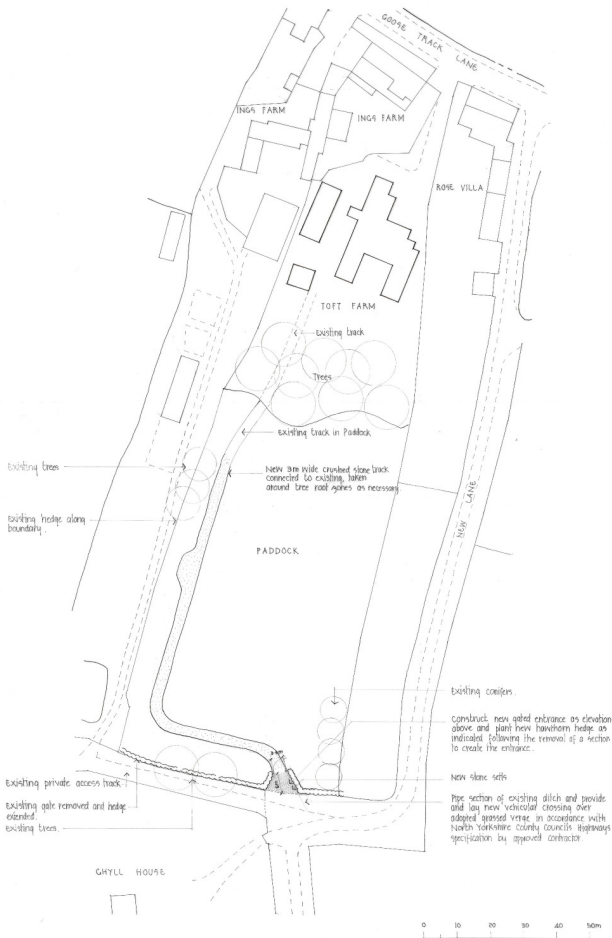 GOOSE TRACK LANE
INGS FARM
INGS FARM
ROSE VILLA
TOFT FARM
Existing track
Trees
Existing track in Paddock
Existing trees
New 3m wide crushed stone track
connected to existing, taken
around tree root zones as necessary
Existing hedge along
boundary.
NEW LANE
PADDOCK
Existing conifers.
Construct new gated entrance as elevation
above and plant new hawthorn hedge as
indicated following the removal of a section
to create the entrance.
New stone setts
Existing private access track
Existing gate removed and hedge
extended.
Existing trees.
Pipe section of existing ditch and provide
and lay new vehicular crossing over
adopted grassed verge in accordance with
North Yorkshire County Councils Highways
specification by approved contractor.
GHYLL HOUSE
0 10 20 30 40 50m